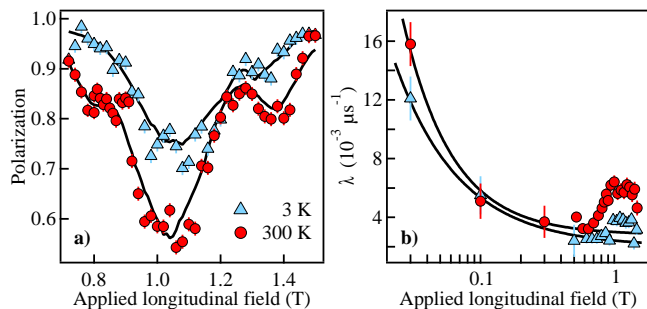 1.0
0.9
0.8
0.7
0.6
Polarization
a)
3 K
300 K
0.8 1.0 1.2 1.4
Applied longitudinal field (T)
16
12
8
4
λ (10⁻³ μs⁻¹)
b)
0.1 1
Applied longitudinal field (T)